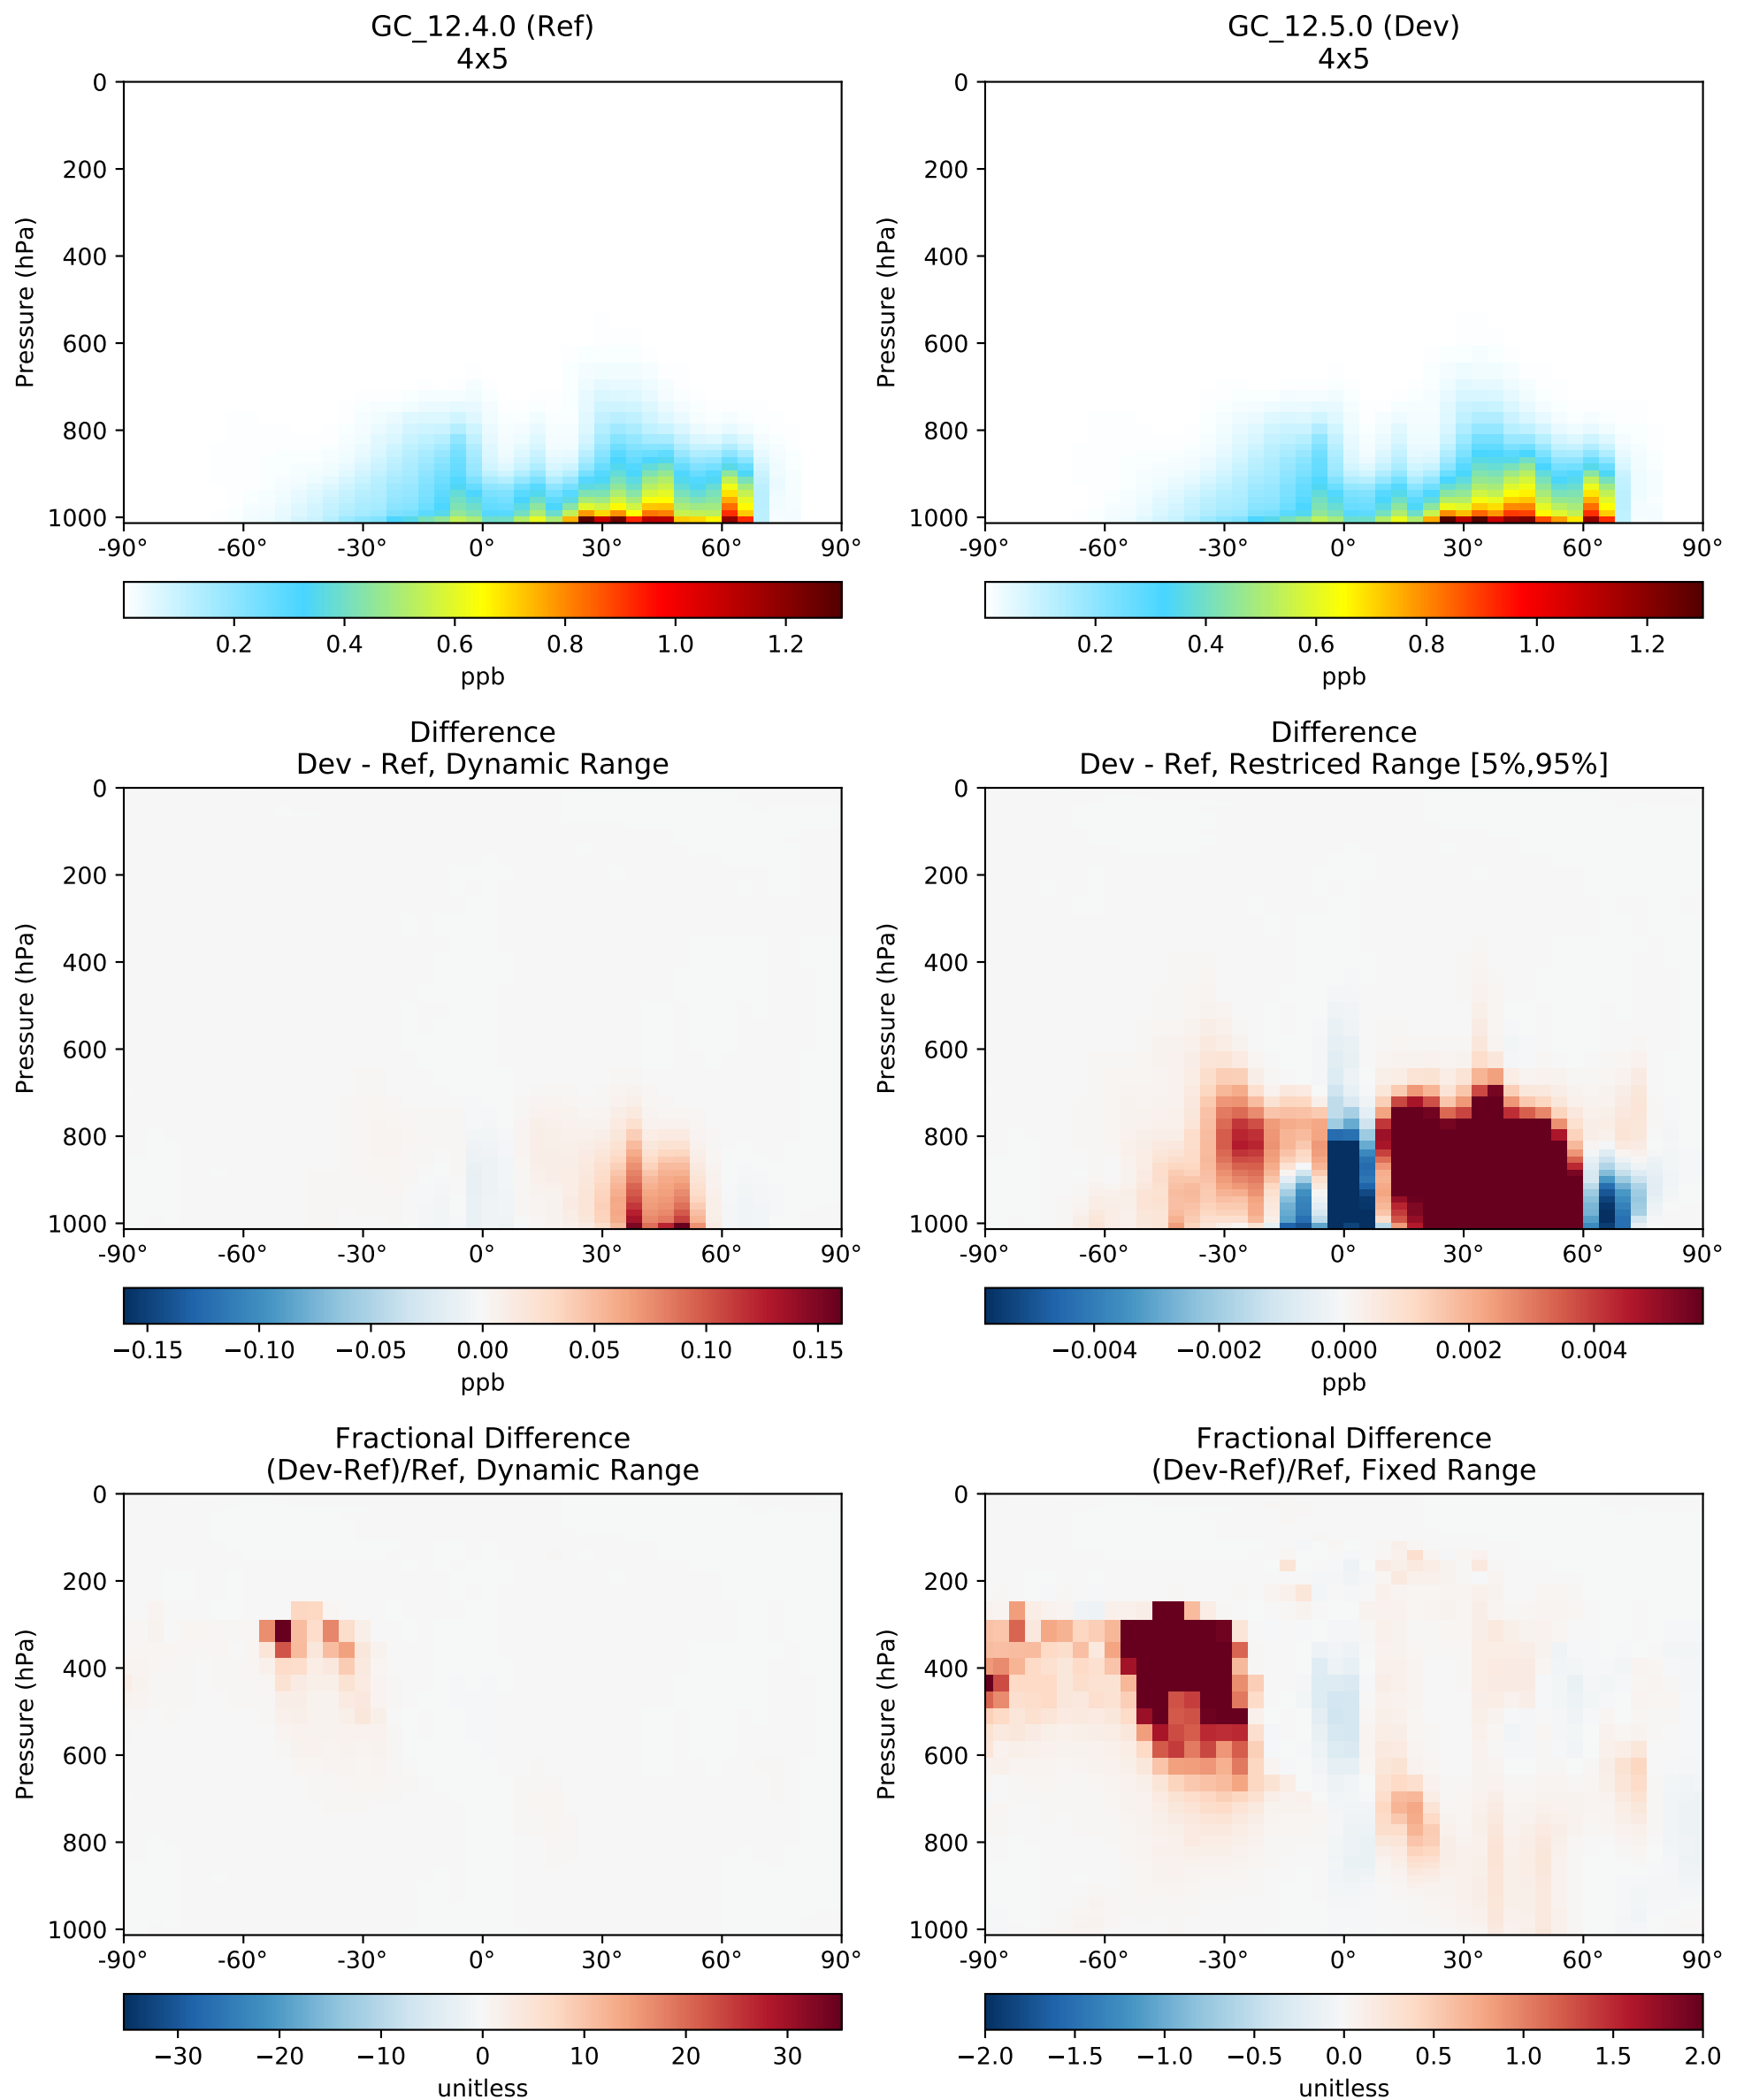 GC_12.4.0 (Ref)
4x5
GC_12.5.0 (Dev)
4x5
Pressure (hPa)
0
200
400
600
800
1000
-90° -60° -30° 0° 30° 60° 90°
0.2 0.4 0.6 0.8 1.0 1.2
ppb
Pressure (hPa)
0
200
400
600
800
1000
-90° -60° -30° 0° 30° 60° 90°
0.2 0.4 0.6 0.8 1.0 1.2
ppb
Difference
Dev - Ref, Dynamic Range
Pressure (hPa)
0
200
400
600
800
1000
-90° -60° -30° 0° 30° 60° 90°
−0.15 −0.10 −0.05 0.00 0.05 0.10 0.15
ppb
Difference
Dev - Ref, Restriced Range [5%,95%]
Pressure (hPa)
0
200
400
600
800
1000
-90° -60° -30° 0° 30° 60° 90°
−0.004 −0.002 0.000 0.002 0.004
ppb
Fractional Difference
(Dev-Ref)/Ref, Dynamic Range
Pressure (hPa)
0
200
400
600
800
1000
-90° -60° -30° 0° 30° 60° 90°
−30 −20 −10 0 10 20 30
unitless
Fractional Difference
(Dev-Ref)/Ref, Fixed Range
Pressure (hPa)
0
200
400
600
800
1000
-90° -60° -30° 0° 30° 60° 90°
−2.0 −1.5 −1.0 −0.5 0.0 0.5 1.0 1.5 2.0
unitless